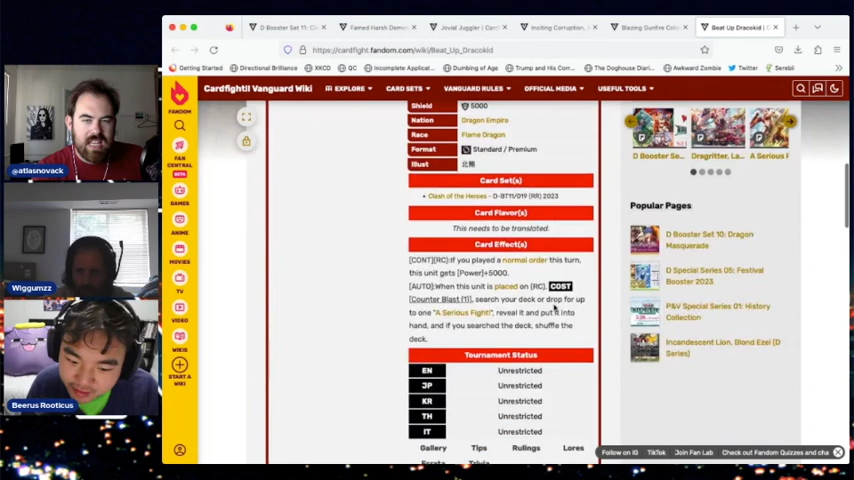 D Booster Set 11: Cl
Famed Harsh Demon
Jovial Juggler | Card
Inviting Corruption,
Blazing Gunfire Col
Beat Up Dracokid | C
https://cardfight.fandom.com/wiki/Beat_Up_Dracokid
Getting Started
Directional Brilliance
XKCD
QC
Incomplete Applicat...
Dumbing of Age
Trump and His Cor...
The Doghouse Diari...
Awkward Zombie
Twitter
Serebii
FANDOM
Cardfight!! Vanguard Wiki
EXPLORE
CARD SETS
VANGUARD RULES
OFFICIAL MEDIA
USEFUL TOOLS
FAN CENTRAL
BETA
GAMES
ANIME
MOVIES
TV
VIDEO
WIKIS
START A WIKI
@atlasnovack
Wiggumzz
Beerus Rooticus
Shield 5000
Nation Dragon Empire
Race Flame Dragon
Format Standard / Premium
Illust 北熊
Card Set(s)
• Clash of the Heroes - D-BT11/019 (RR) 2023
Card Flavor(s)
This needs to be translated.
Card Effect(s)
[CONT](RC):If you played a normal order this turn,
this unit gets [Power]+5000.
[AUTO]:When this unit is placed on (RC), COST
[Counter Blast (1)], search your deck or drop for up
to one "A Serious Fight!", reveal it and put it into
hand, and if you searched the deck, shuffle the
deck.
Tournament Status
EN Unrestricted
JP Unrestricted
KR Unrestricted
TH Unrestricted
IT Unrestricted
Gallery Tips Rulings Lores
Errata Trivia
D Booster Se...
Dragritter, La...
A Serious F
Popular Pages
D Booster Set 10: Dragon
Masquerade
D Special Series 05: Festival
Booster 2023
P&V Special Series 01: History
Collection
Incandescent Lion, Blond Ezel (D
Series)
Follow on IG TikTok Join Fan Lab Check out Fandom Quizzes and cha